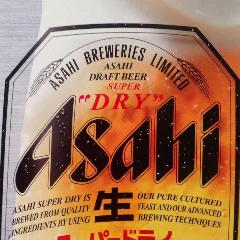 ASAHI BREWERIES LIMITED
ASAHI
DRAFT BEER
SUPER
"DRY"
Asahi
生
ASAHI SUPER DRY IS
BREWED FROM QUALITY
INGREDIENTS BY USING
OUR PURE CULTURED
YEAST AND OUR ADVANCED
BREWING TECHNIQUES
スーパードライ